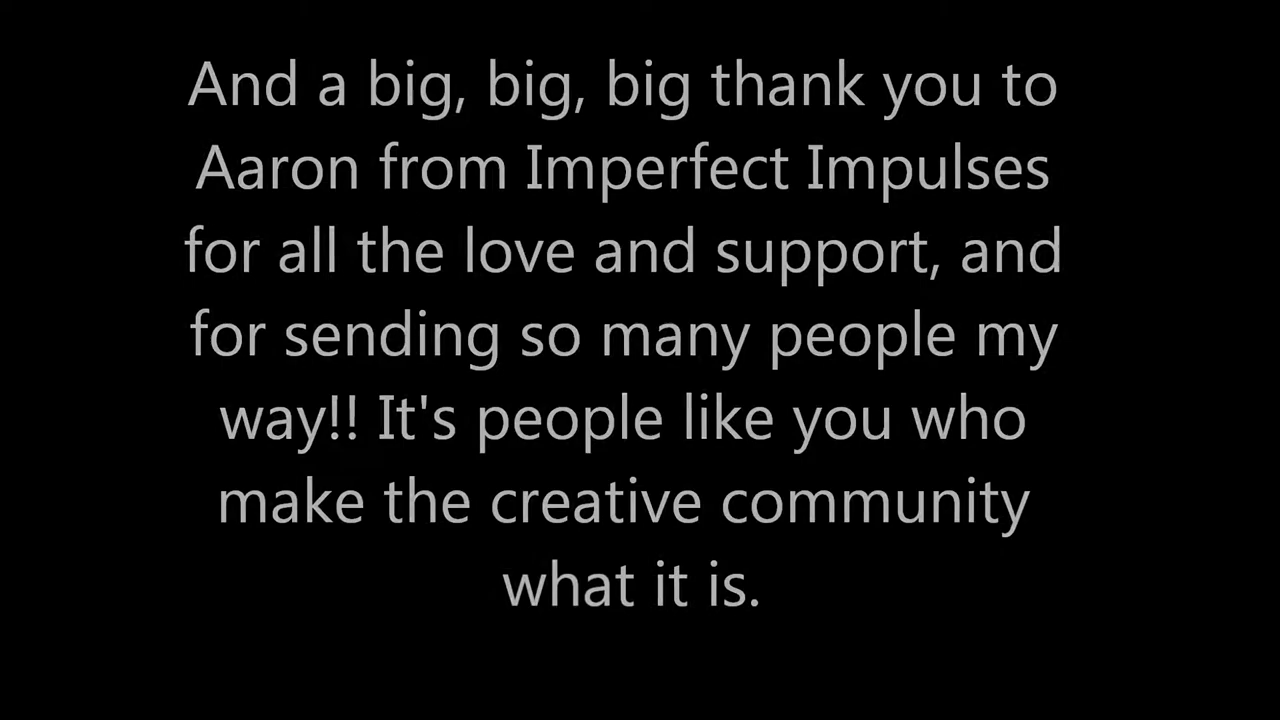 And a big, big, big thank you to
Aaron from Imperfect Impulses
for all the love and support, and
for sending so many people my
way!! It's people like you who
make the creative community
what it is.